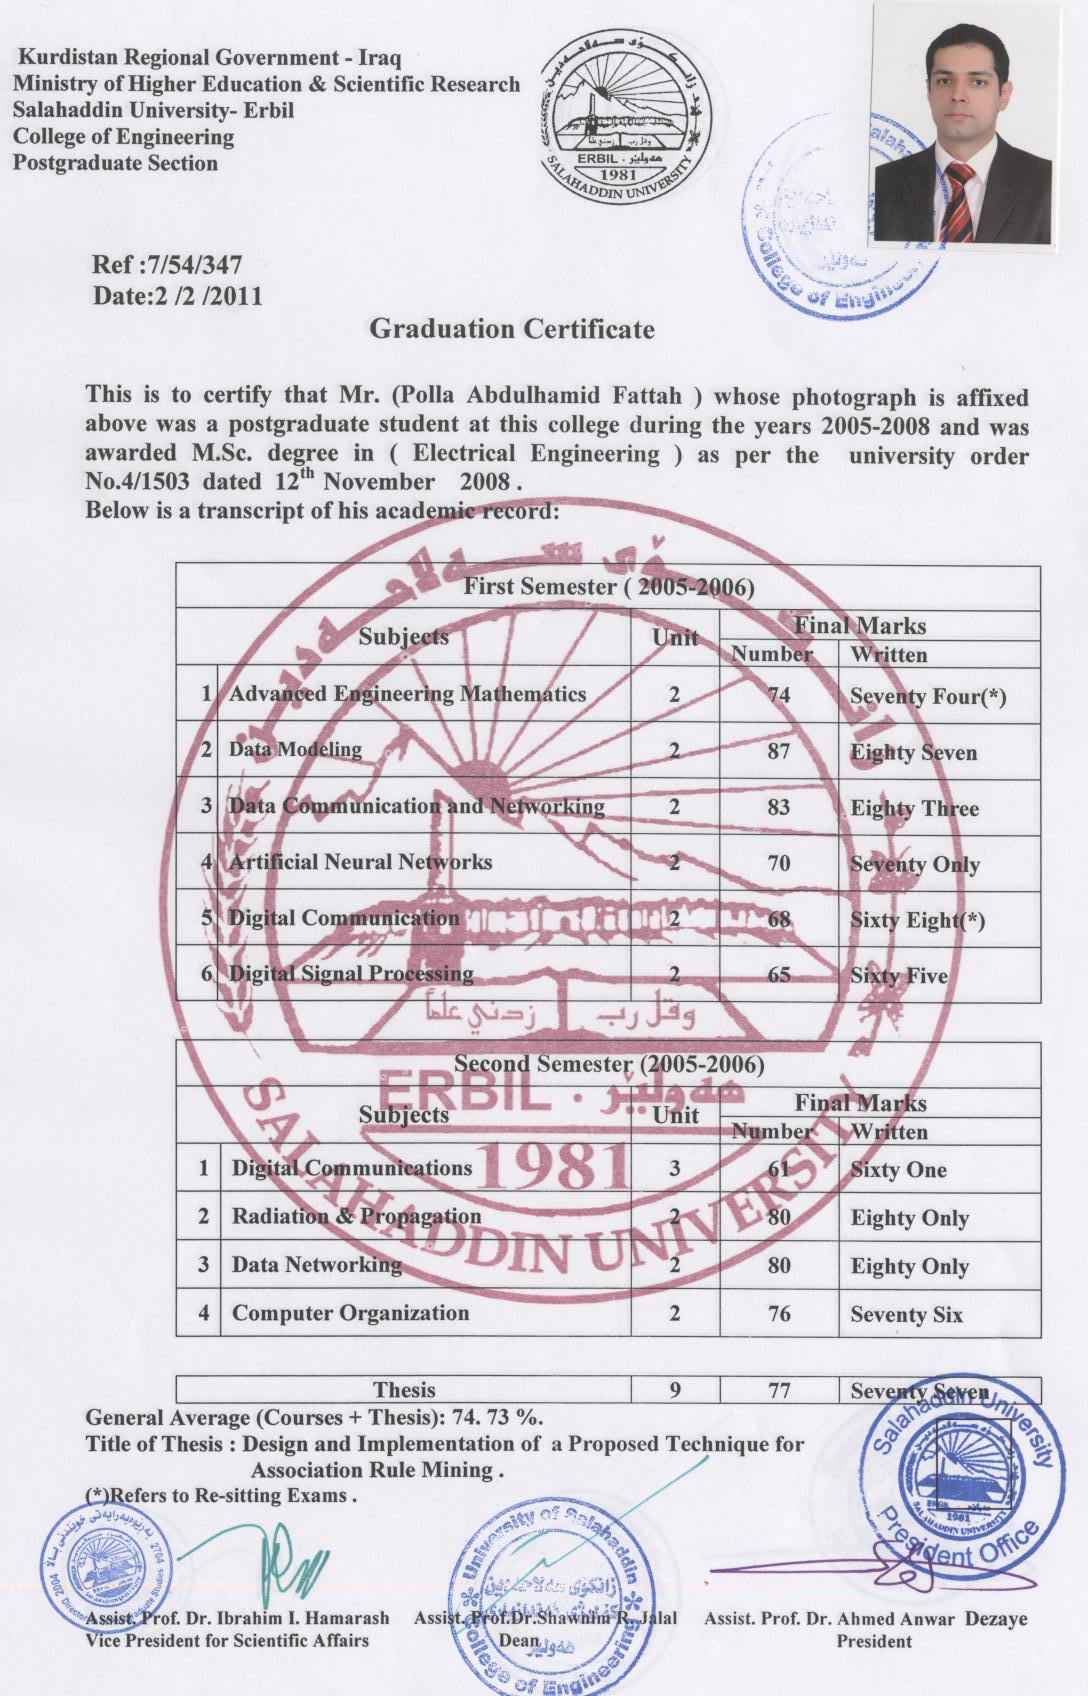 Kurdistan Regional Government - Iraq
Ministry of Higher Education & Scientific Research
Salahaddin University- Erbil
College of Engineering
Postgraduate Section
ERBIL . هەولێر
1981
SALAHADDIN UNIVERSITY
College of Engineering
Ref :7/54/347
Date:2 /2 /2011
Graduation Certificate
This is to certify that Mr. (Polla Abdulhamid Fattah ) whose photograph is affixed
above was a postgraduate student at this college during the years 2005-2008 and was
awarded M.Sc. degree in ( Electrical Engineering ) as per the university order
No.4/1503 dated 12th November 2008 .
Below is a transcript of his academic record:
First Semester ( 2005-2006)
Subjects Unit Final Marks
Number Written
1 Advanced Engineering Mathematics 2 74 Seventy Four(*)
2 Data Modeling 2 87 Eighty Seven
3 Data Communication and Networking 2 83 Eighty Three
4 Artificial Neural Networks 2 70 Seventy Only
5 Digital Communication 2 68 Sixty Eight(*)
6 Digital Signal Processing 2 65 Sixty Five
وقل رب زدني علماً
Second Semester (2005-2006)
ERBIL . هەولێر
Subjects Unit Final Marks
Number Written
1981
SALAHADDIN UNIVERSITY
1 Digital Communications 3 61 Sixty One
2 Radiation & Propagation 2 80 Eighty Only
3 Data Networking 2 80 Eighty Only
4 Computer Organization 2 76 Seventy Six
Thesis 9 77 Seventy Seven
General Average (Courses + Thesis): 74. 73 %.
Title of Thesis : Design and Implementation of a Proposed Technique for
Association Rule Mining .
(*)Refers to Re-sitting Exams .
Salahaddin University
ERBIL
1981
SALAHADDIN UNIVERSITY
President Office
University of Salahaddin
College of Engineering
Assist. Prof. Dr. Ibrahim I. Hamarash Assist. Prof.Dr.Shawnim R. Jalal Assist. Prof. Dr. Ahmed Anwar Dezaye
Vice President for Scientific Affairs Dean President